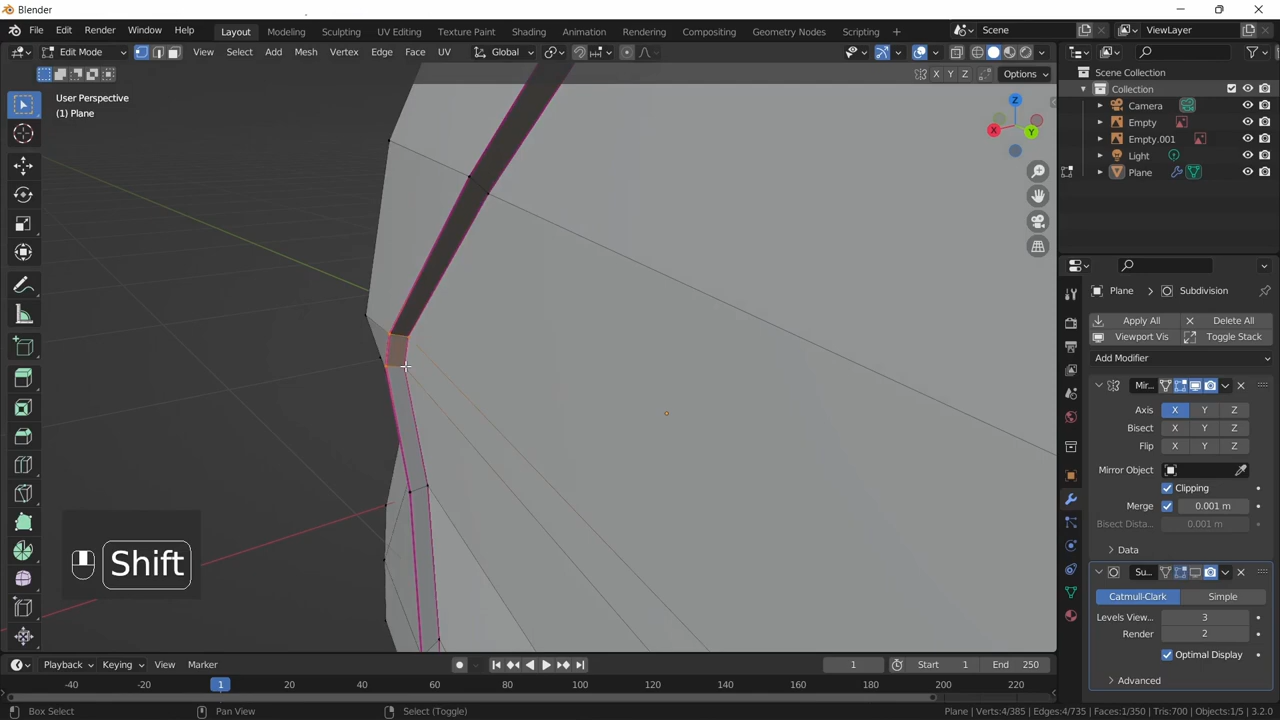 Blender
File Edit Render Window Help
Layout Modeling Sculpting UV Editing Texture Paint Shading Animation Rendering Compositing Geometry Nodes Scripting +
Scene ViewLayer
Edit Mode View Select Add Mesh Vertex Edge Face UV Global
X Y Z Options
User Perspective
(1) Plane
Z
X Y
Scene Collection
Collection
Camera
Empty
Empty.001
Light
Plane
Plane > Subdivision
Apply All Delete All
Viewport Vis Toggle Stack
Add Modifier
Mir...
Axis X Y Z
Bisect X Y Z
Flip X Y Z
Mirror Object
Clipping
Merge 0.001 m
Bisect Dista... 0.001 m
Data
Su...
Catmull-Clark Simple
Levels View... 3
Render 2
Optimal Display
Advanced
Shift
Playback Keying View Marker 1 Start 1 End 250
-40 -20 1 20 40 60 80 100 120 140 160 180 200 220
Box Select Pan View Select (Toggle) Plane | Verts:4/385 | Edges:4/735 | Faces:1/350 | Tris:700 | Objects:1/5 | 3.2.0